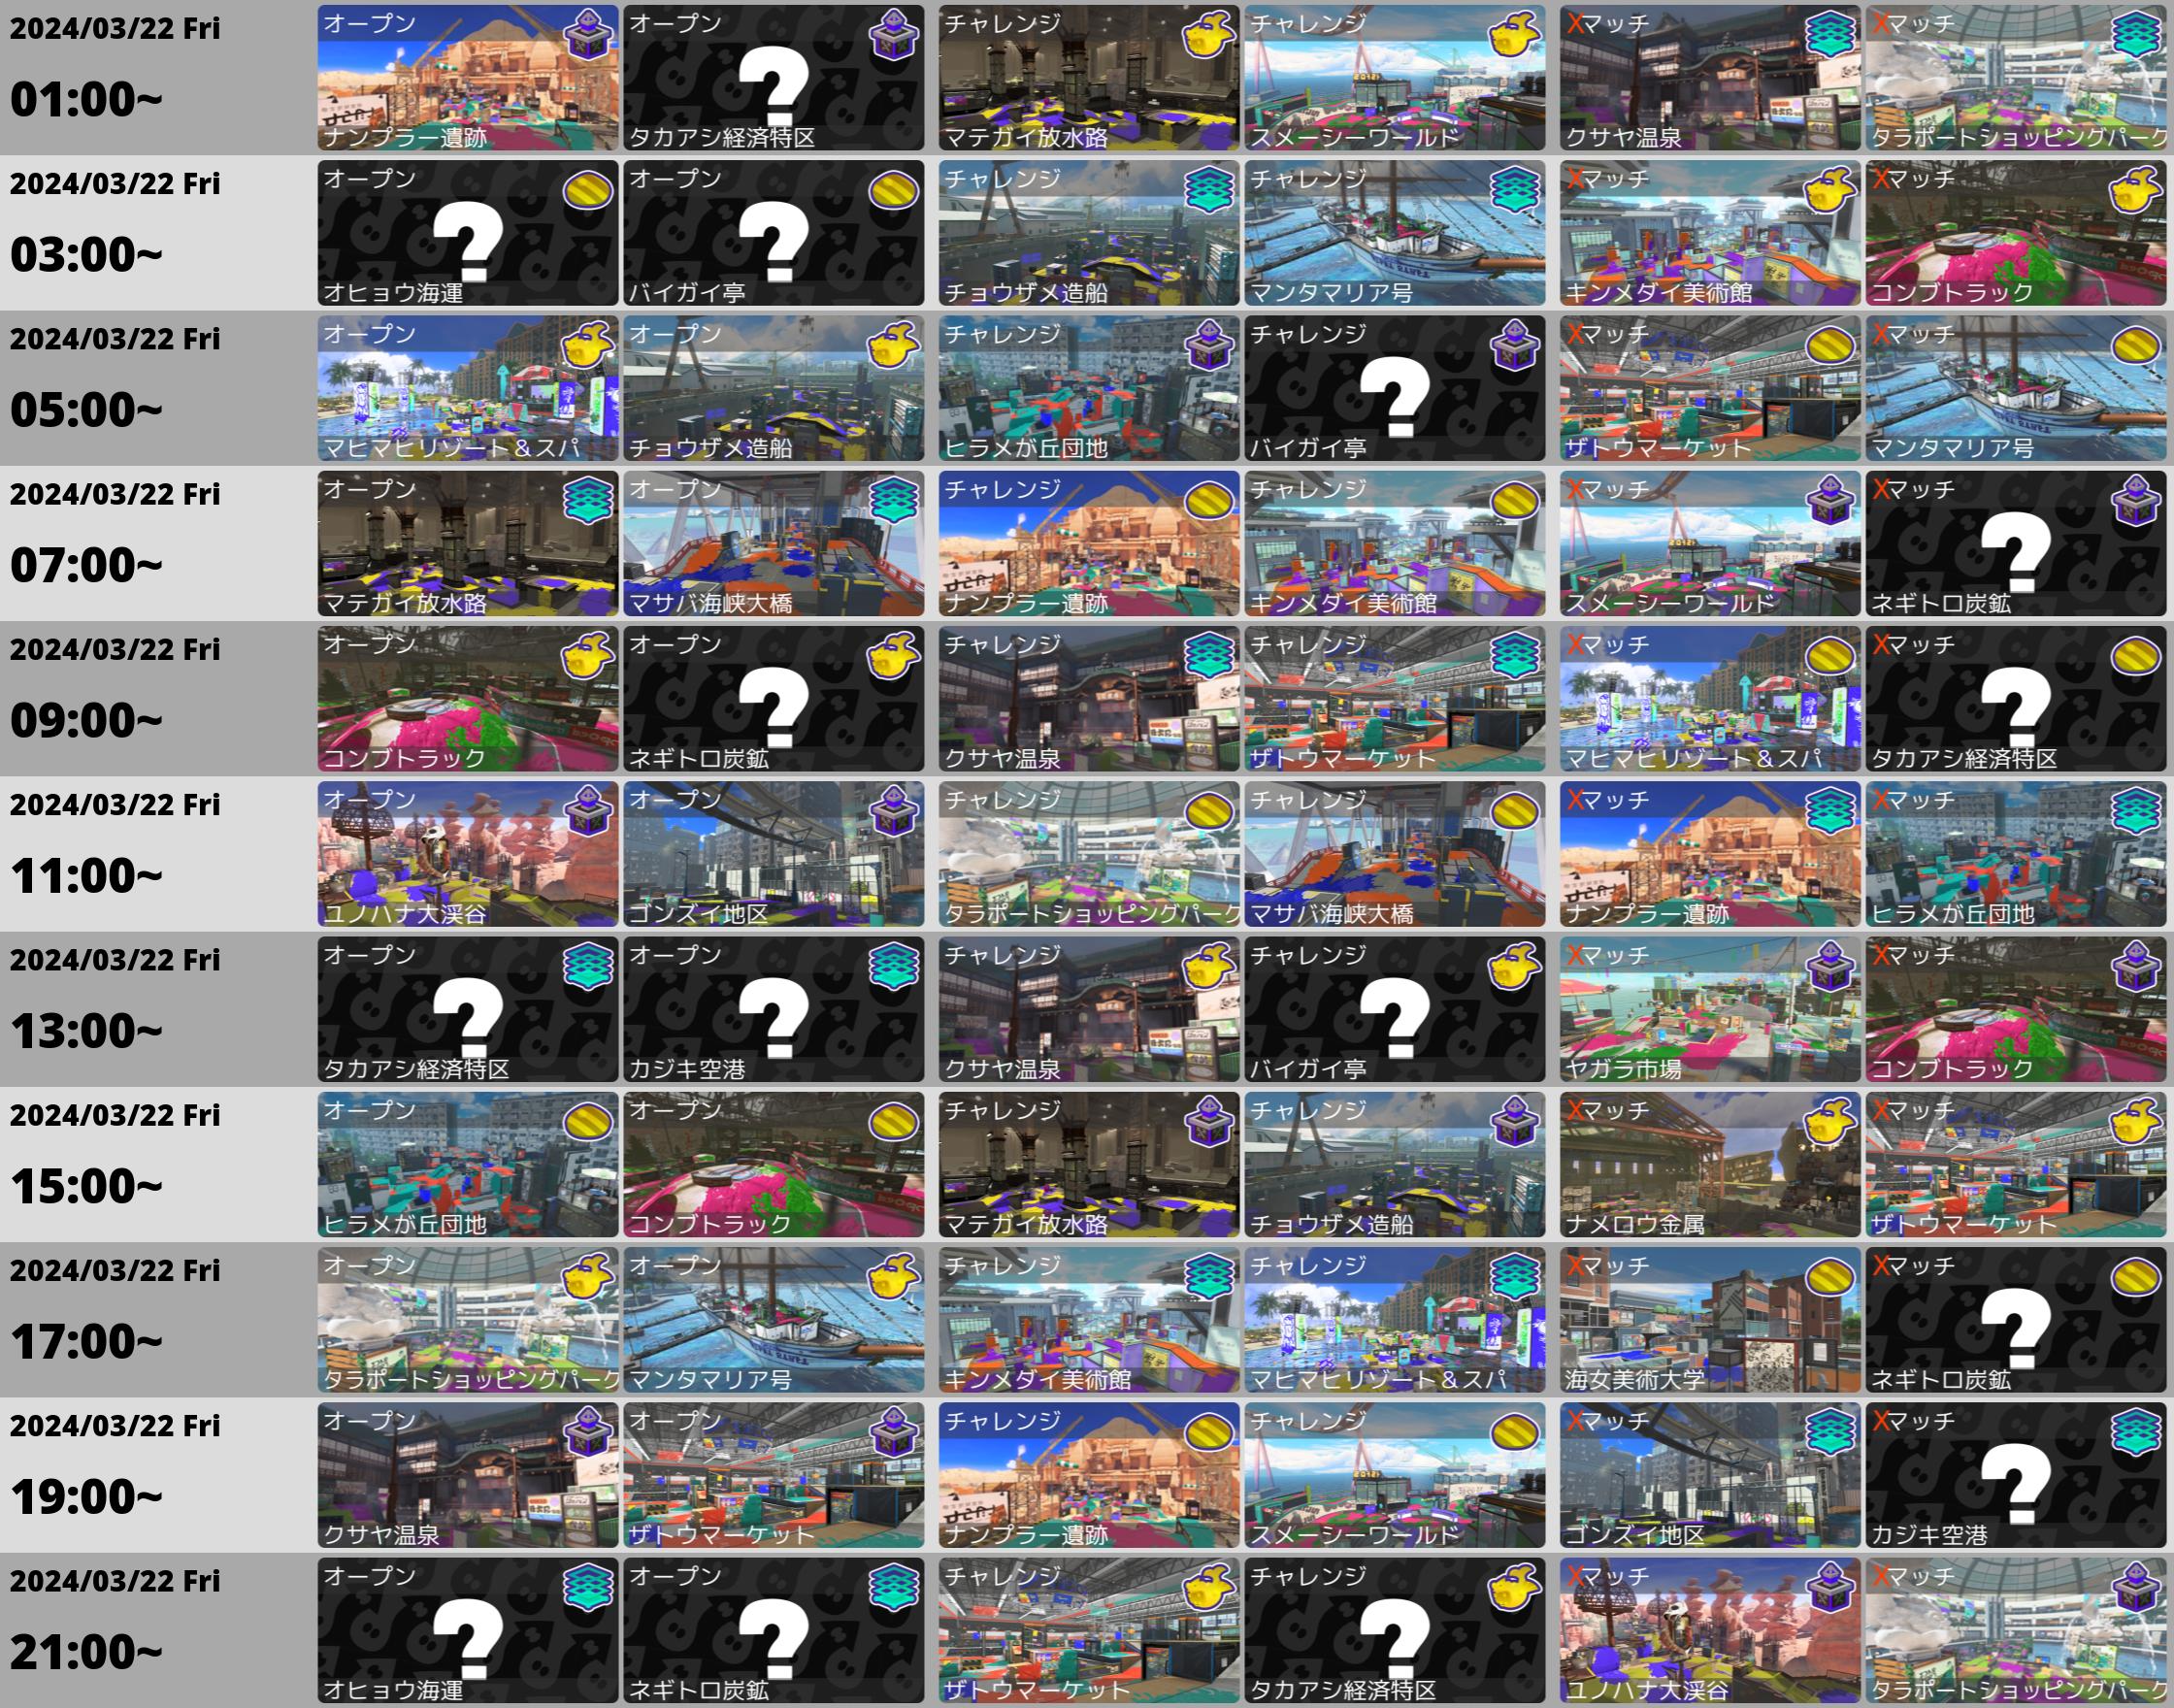 2024/03/22 Fri
01:00~
オープン オープン チャレンジ チャレンジ Xマッチ Xマッチ
ナンプラー遺跡 タカアシ経済特区 マテガイ放水路 スメーシーワールド クサヤ温泉 タラポートショッピングパーク
2024/03/22 Fri
03:00~
オープン オープン チャレンジ チャレンジ Xマッチ Xマッチ
オヒョウ海運 バイガイ亭 チョウザメ造船 マンタマリア号 キンメダイ美術館 コンブトラック
2024/03/22 Fri
05:00~
オープン オープン チャレンジ チャレンジ Xマッチ Xマッチ
マヒマヒリゾート&スパ チョウザメ造船 ヒラメが丘団地 バイガイ亭 ザトウマーケット マンタマリア号
2024/03/22 Fri
07:00~
オープン オープン チャレンジ チャレンジ Xマッチ Xマッチ
マテガイ放水路 マサバ海峡大橋 ナンプラー遺跡 キンメダイ美術館 スメーシーワールド ネギトロ炭鉱
2024/03/22 Fri
09:00~
オープン オープン チャレンジ チャレンジ Xマッチ Xマッチ
コンブトラック ネギトロ炭鉱 クサヤ温泉 ザトウマーケット マヒマヒリゾート&スパ タカアシ経済特区
2024/03/22 Fri
11:00~
オープン オープン チャレンジ チャレンジ Xマッチ Xマッチ
ユノハナ大渓谷 ゴンズイ地区 タラポートショッピングパーク マサバ海峡大橋 ナンプラー遺跡 ヒラメが丘団地
2024/03/22 Fri
13:00~
オープン オープン チャレンジ チャレンジ Xマッチ Xマッチ
タカアシ経済特区 カジキ空港 クサヤ温泉 バイガイ亭 ヤガラ市場 コンブトラック
2024/03/22 Fri
15:00~
オープン オープン チャレンジ チャレンジ Xマッチ Xマッチ
ヒラメが丘団地 コンブトラック マテガイ放水路 チョウザメ造船 ナメロウ金属 ザトウマーケット
2024/03/22 Fri
17:00~
オープン オープン チャレンジ チャレンジ Xマッチ Xマッチ
タラポートショッピングパーク マンタマリア号 キンメダイ美術館 マヒマヒリゾート&スパ 海女美術大学 ネギトロ炭鉱
2024/03/22 Fri
19:00~
オープン オープン チャレンジ チャレンジ Xマッチ Xマッチ
クサヤ温泉 ザトウマーケット ナンプラー遺跡 スメーシーワールド ゴンズイ地区 カジキ空港
2024/03/22 Fri
21:00~
オープン オープン チャレンジ チャレンジ Xマッチ Xマッチ
オヒョウ海運 ネギトロ炭鉱 ザトウマーケット タカアシ経済特区 ユノハナ大渓谷 タラポートショッピングパーク